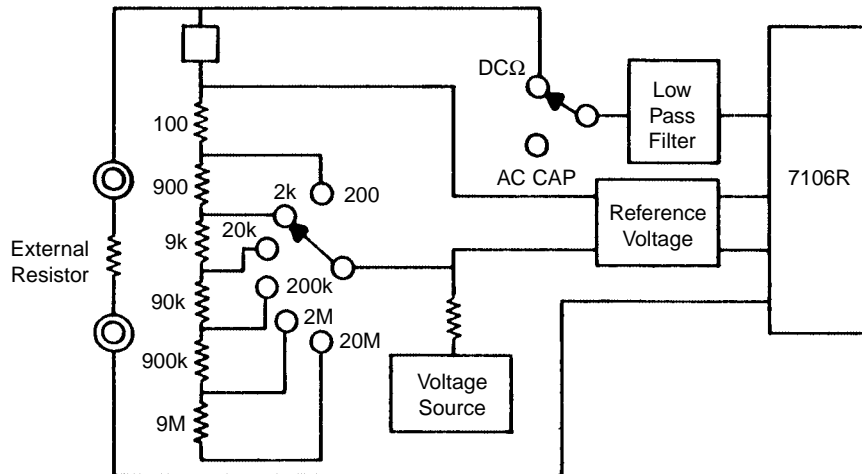 DCΩ
Low
Pass
Filter
100
AC CAP
7106R
900
2k
200
Reference
Voltage
9k
20k
External
Resistor
200k
90k
2M
20M
900k
Voltage
Source
9M